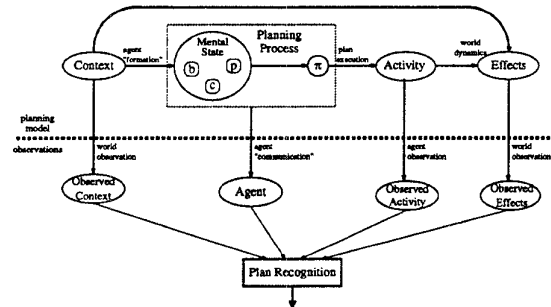 Planning
Process
Mental
State
agent
"formation"
plan
execution
world
dynamics
Context
b
p
c
π
Activity
Effects
planning
model
observations
world
observation
agent
"communication"
agent
observation
world
observation
Observed
Context
Agent
Observed
Activity
Observed
Effects
Plan Recognition